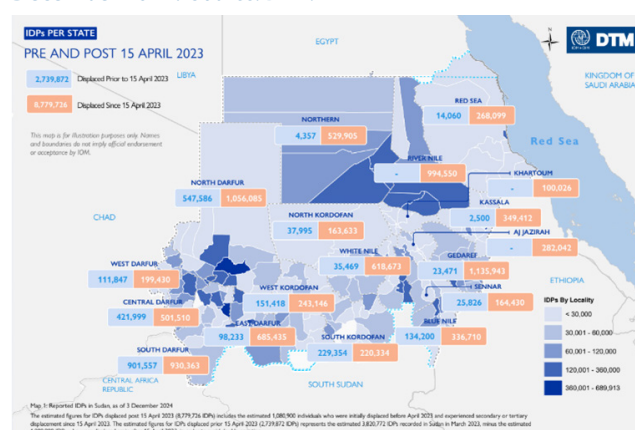 IDPs PER STATE
PRE AND POST 15 APRIL 2023
2,739,872 Displaced Prior to 15 April 2023
8,779,726 Displaced Since 15 April 2023
This map is for illustration purposes only. Names
and boundaries do not imply official endorsement
or acceptance by IOM.
EGYPT
LIBYA
N
IOM
DTM
KINGDOM OF
SAUDI ARABIA
Red Sea
RED SEA
14,060 268,099
NORTHERN
4,357 529,905
RIVER NILE
- 994,550
KHARTOUM
- 100,026
NORTH DARFUR
547,586 1,056,005
NORTH KORDOFAN
37,995 163,633
KASSALA
2,500 349,412
AJ JAZIRAH
- 282,042
CHAD
WHITE NILE
35,469 618,673
GEDAREF
23,471 1,135,943
WEST DARFUR
111,847 199,430
WEST KORDOFAN
151,418 243,146
SENNAR
25,826 164,430
ETHIOPIA
CENTRAL DARFUR
421,999 501,510
EAST DARFUR
98,233 685,435
SOUTH KORDOFAN
229,354 220,334
BLUE NILE
134,200 336,710
SOUTH DARFUR
901,557 930,363
CENTRAL AFRICA
REPUBLIC
SOUTH SUDAN
IDPs By Locality
< 30,000
30,001 - 60,000
60,001 - 120,000
120,001 - 360,000
360,001 - 689,913
Map 1: Reported IDPs in Sudan, as of 3 December 2024
The estimated figures for IDPs displaced post 15 April 2023 (8,779,726 IDPs) includes the estimated 1,080,900 individuals who were initially displaced before April 2023 and experienced secondary or tertiary
displacement since 15 April 2023. The estimated figures for IDPs displaced prior 15 April 2023 (2,739,872 IDPs) represents the estimated 3,820,772 IDPs recorded in Sudan in March 2023, minus the estimated